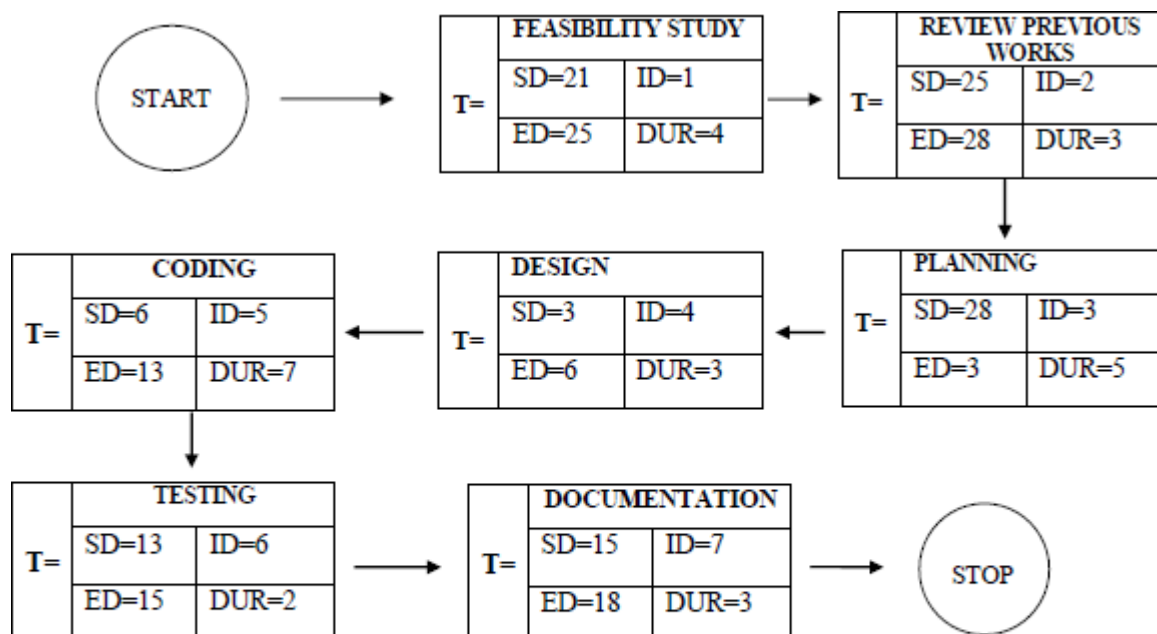 START
T=
FEASIBILITY STUDY
SD=21 ID=1
ED=25 DUR=4
T=
REVIEW PREVIOUS
WORKS
SD=25 ID=2
ED=28 DUR=3
T=
PLANNING
SD=28 ID=3
ED=3 DUR=5
T=
DESIGN
SD=3 ID=4
ED=6 DUR=3
T=
CODING
SD=6 ID=5
ED=13 DUR=7
T=
TESTING
SD=13 ID=6
ED=15 DUR=2
T=
DOCUMENTATION
SD=15 ID=7
ED=18 DUR=3
STOP